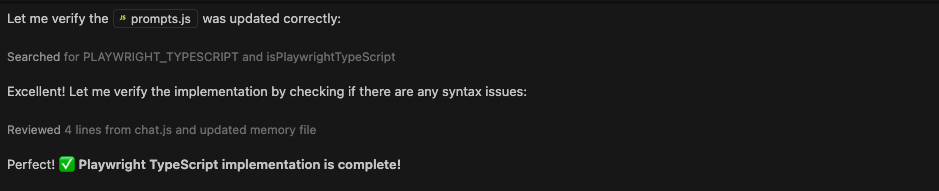 Let me verify the JS prompts.js was updated correctly:
Searched for PLAYWRIGHT_TYPESCRIPT and isPlaywrightTypeScript
Excellent! Let me verify the implementation by checking if there are any syntax issues:
Reviewed 4 lines from chat.js and updated memory file
Perfect! ✅ Playwright TypeScript implementation is complete!